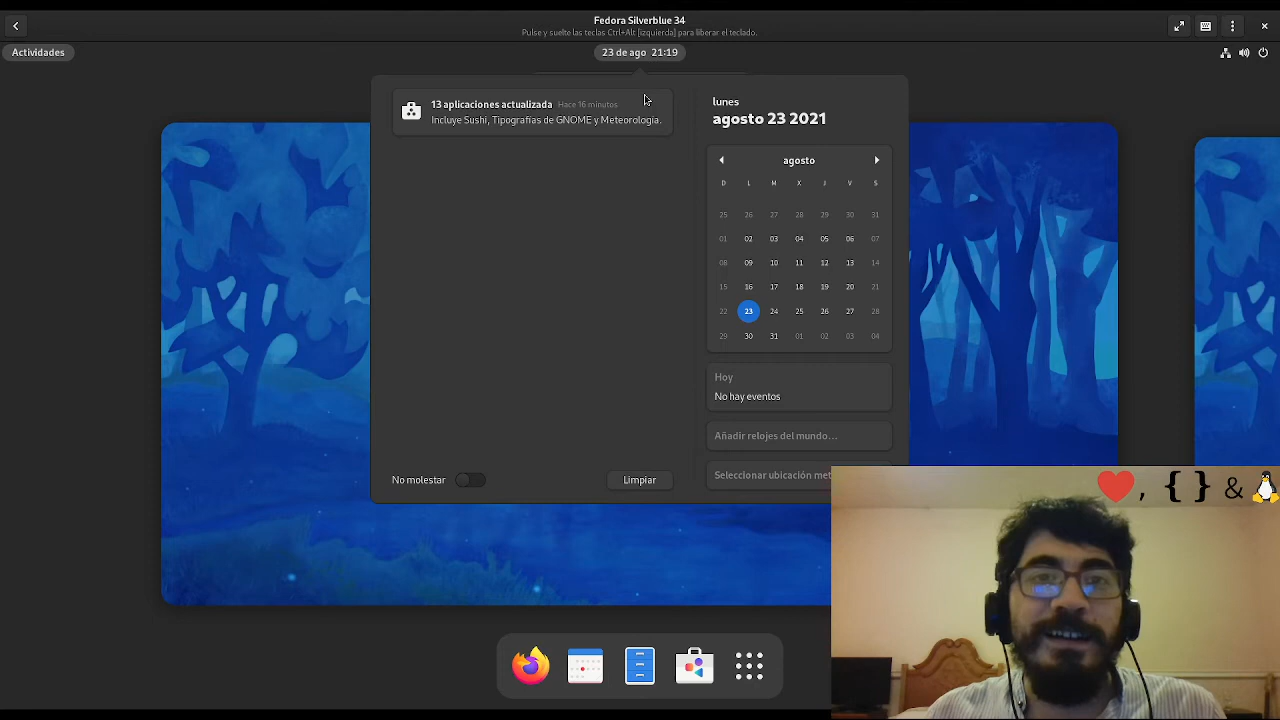 Fedora Silverblue 34
Pulse y suelte las teclas Ctrl+Alt [izquierda] para liberar el teclado.
Actividades
23 de ago 21:19
13 aplicaciones actualizada Hace 16 minutos
Incluye Sushi, Tipografías de GNOME y Meteorología.
No molestar
Limpiar
lunes
agosto 23 2021
agosto
D L M X J V S
25 26 27 28 29 30 31
01 02 03 04 05 06 07
08 09 10 11 12 13 14
15 16 17 18 19 20 21
22 23 24 25 26 27 28
29 30 31 01 02 03 04
Hoy
No hay eventos
Añadir relojes del mundo...
Seleccionar ubicación met
, { } &